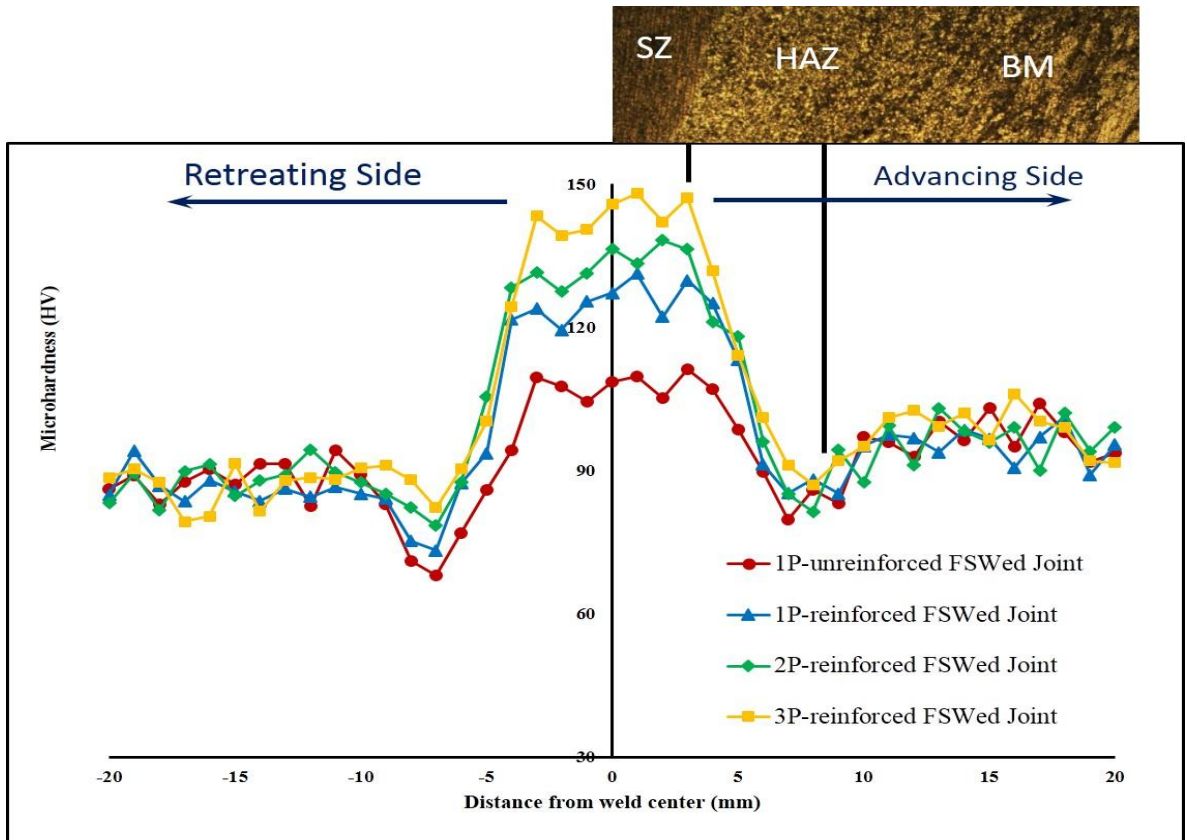 SZ
HAZ
BM
Retreating Side
Advancing Side
Microhardness (HV)
150
120
90
60
30
1P-unreinforced FSWed Joint
1P-reinforced FSWed Joint
2P-reinforced FSWed Joint
3P-reinforced FSWed Joint
-20 -15 -10 -5 0 5 10 15 20
Distance from weld center (mm)